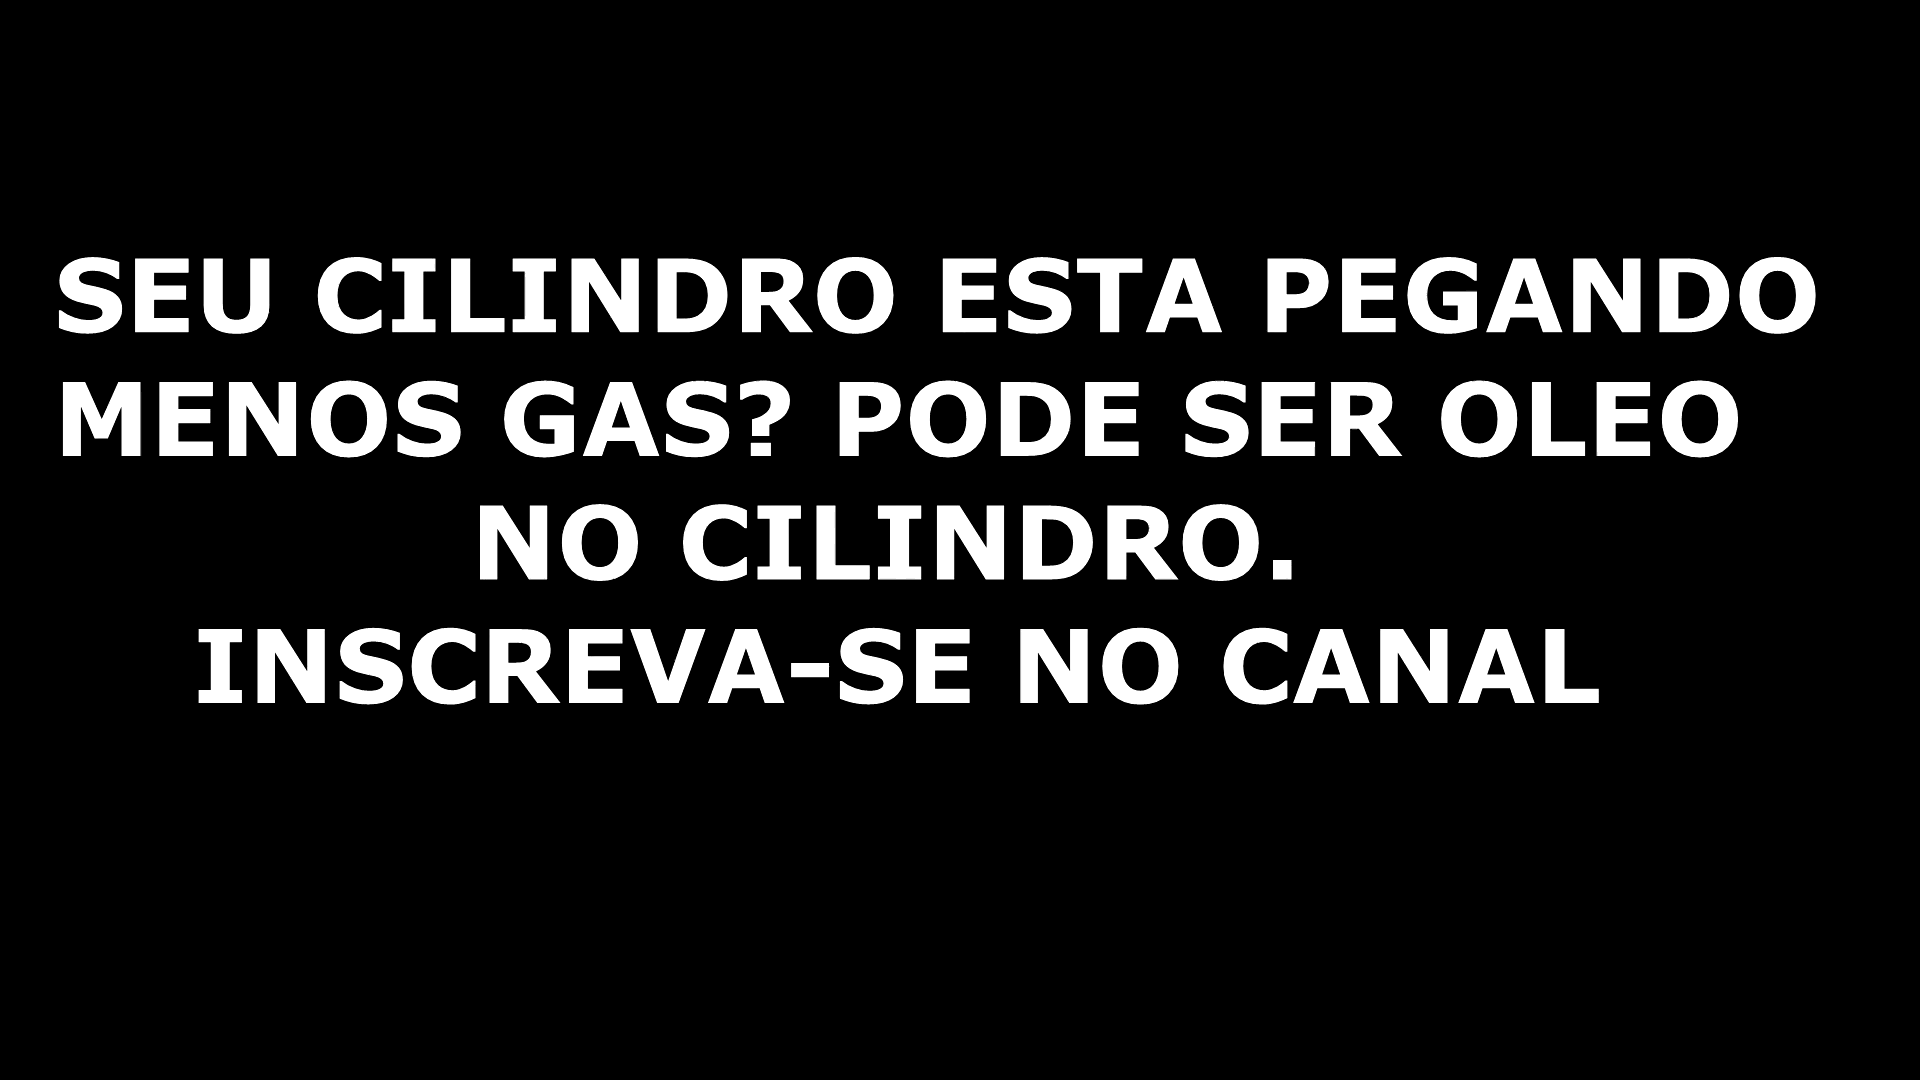 SEU CILINDRO ESTA PEGANDO
MENOS GAS? PODE SER OLEO
NO CILINDRO.
INSCREVA-SE NO CANAL